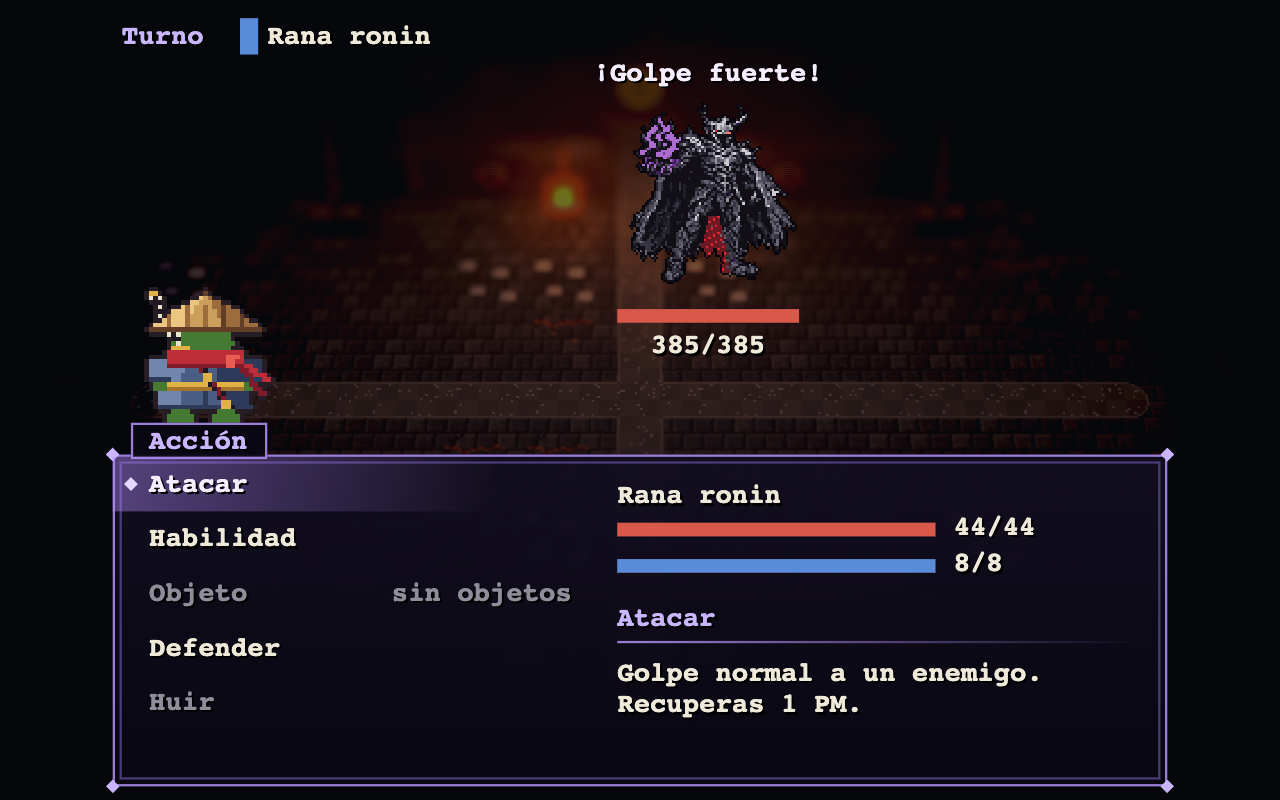 Turno Rana ronin
¡Golpe fuerte!
385/385
Acción
Atacar
Habilidad
Objeto sin objetos
Defender
Huir
Rana ronin
44/44
8/8
Atacar
Golpe normal a un enemigo.
Recuperas 1 PM.